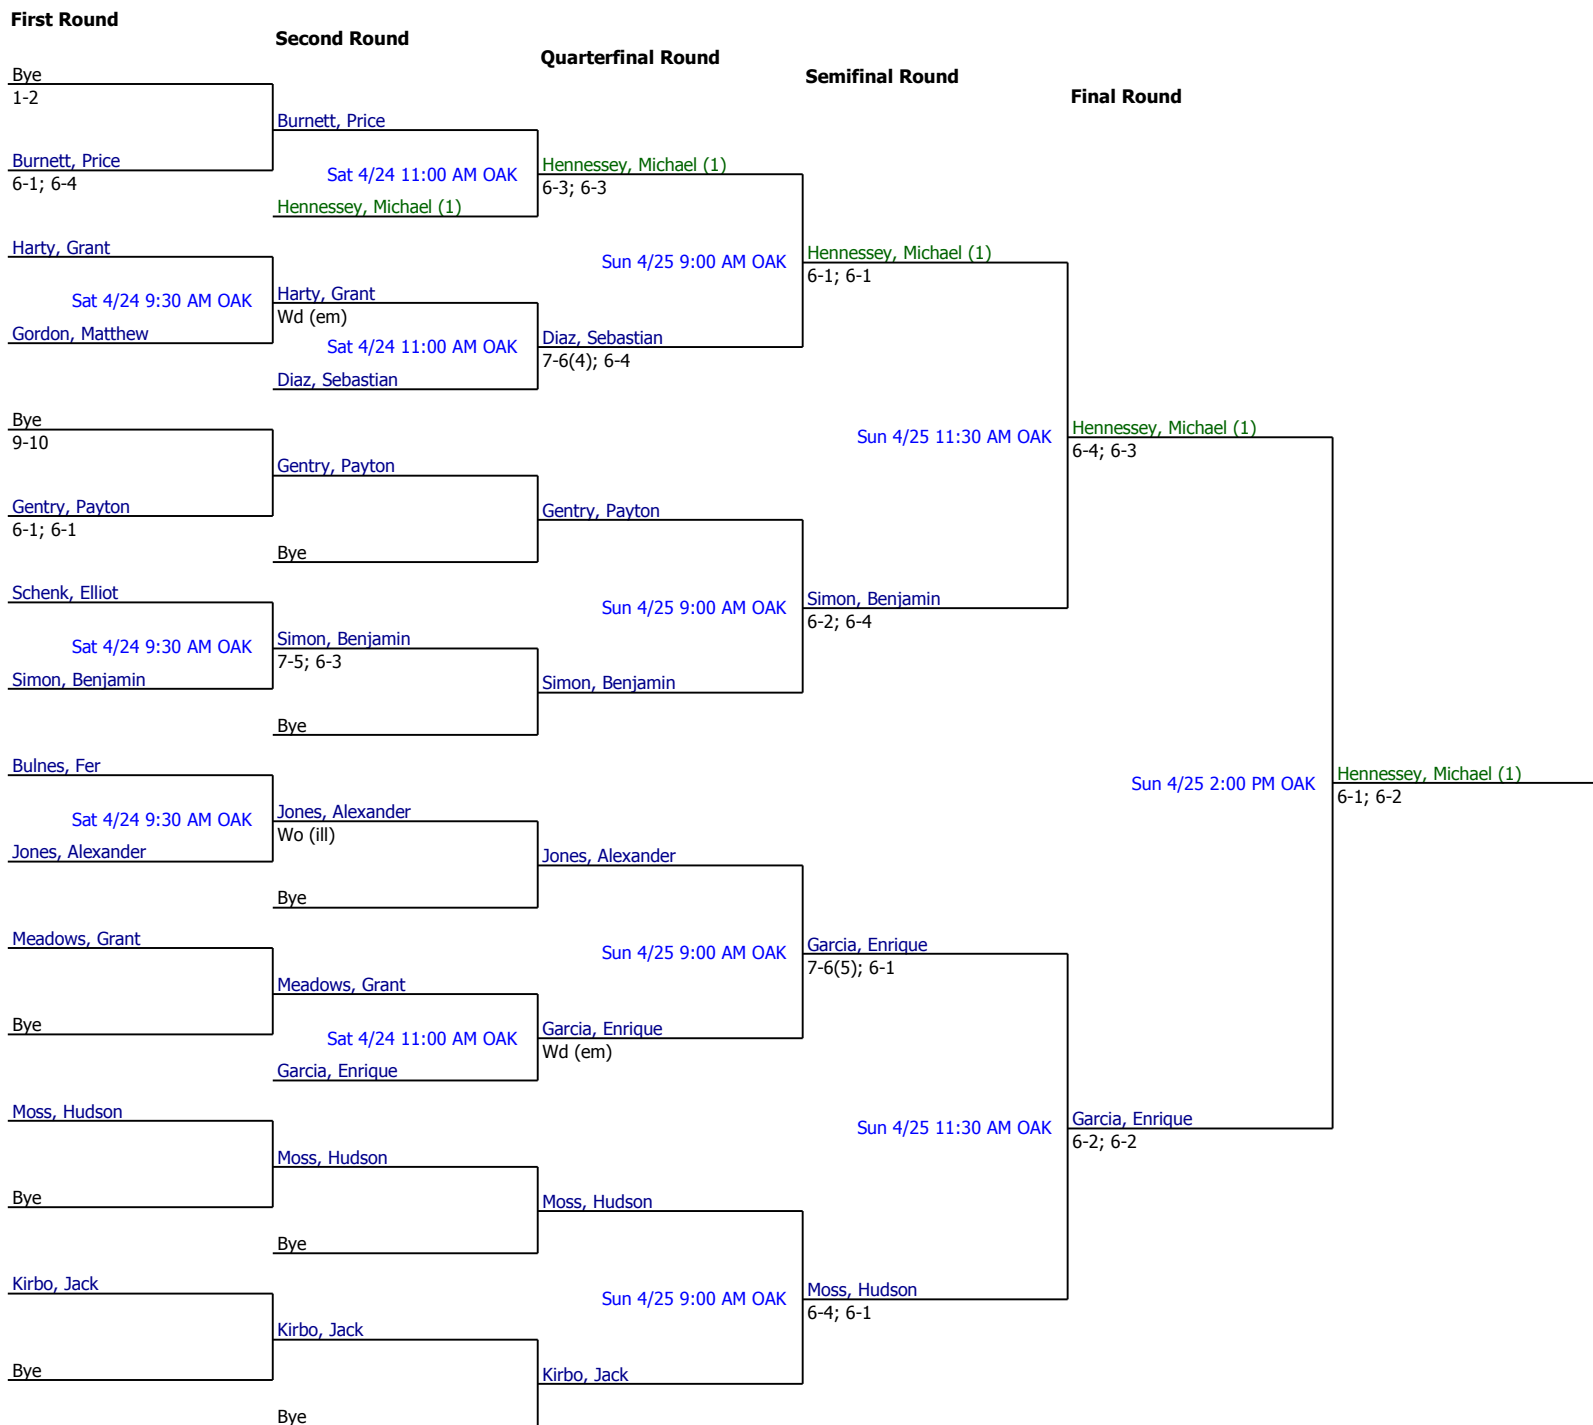 First Round
Second Round
Quarterfinal Round
Semifinal Round
Final Round
Bye
1-2
Burnett, Price
Burnett, Price
6-1; 6-4
Sat 4/24 11:00 AM OAK
Hennessey, Michael (1)
6-3; 6-3
Hennessey, Michael (1)
Harty, Grant
Sun 4/25 9:00 AM OAK
Hennessey, Michael (1)
6-1; 6-1
Sat 4/24 9:30 AM OAK
Harty, Grant
Wd (em)
Gordon, Matthew
Sat 4/24 11:00 AM OAK
Diaz, Sebastian
7-6(4); 6-4
Diaz, Sebastian
Bye
9-10
Sun 4/25 11:30 AM OAK
Hennessey, Michael (1)
6-4; 6-3
Gentry, Payton
Gentry, Payton
6-1; 6-1
Gentry, Payton
Bye
Schenk, Elliot
Sun 4/25 9:00 AM OAK
Simon, Benjamin
6-2; 6-4
Sat 4/24 9:30 AM OAK
Simon, Benjamin
7-5; 6-3
Simon, Benjamin
Simon, Benjamin
Bye
Bulnes, Fer
Sun 4/25 2:00 PM OAK
Hennessey, Michael (1)
6-1; 6-2
Sat 4/24 9:30 AM OAK
Jones, Alexander
Wo (ill)
Jones, Alexander
Jones, Alexander
Bye
Meadows, Grant
Sun 4/25 9:00 AM OAK
Garcia, Enrique
7-6(5); 6-1
Meadows, Grant
Bye
Sat 4/24 11:00 AM OAK
Garcia, Enrique
Wd (em)
Garcia, Enrique
Moss, Hudson
Sun 4/25 11:30 AM OAK
Garcia, Enrique
6-2; 6-2
Moss, Hudson
Bye
Moss, Hudson
Bye
Kirbo, Jack
Sun 4/25 9:00 AM OAK
Moss, Hudson
6-4; 6-1
Kirbo, Jack
Bye
Kirbo, Jack
Bye